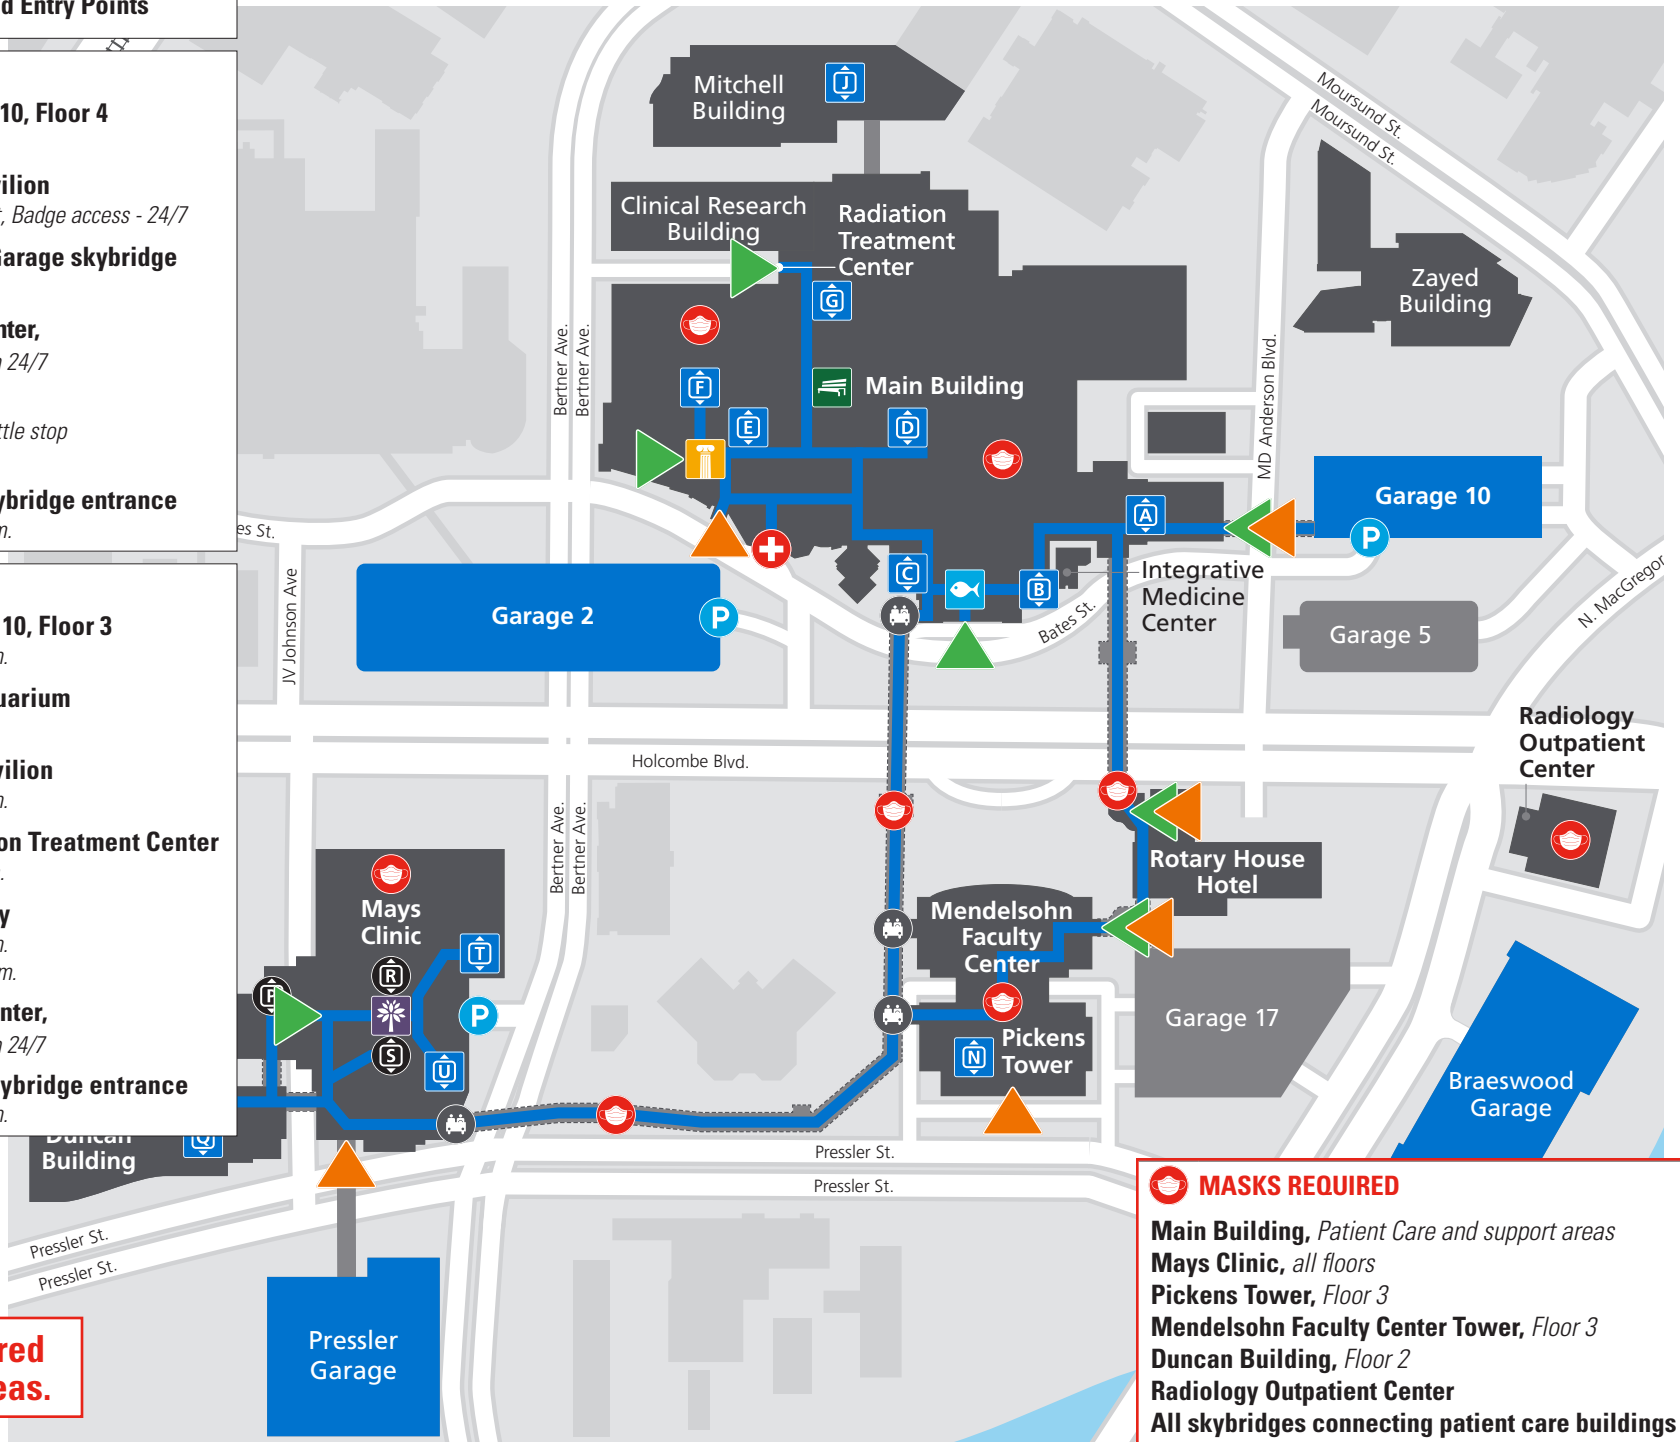 d Entry Points
10, Floor 4
vilion
t, Badge access - 24/7
Garage skybridge
nter,
n 24/7
ttle stop
ybridge entrance
m.
10, Floor 3
m.
uarium
vilion
m.
on Treatment Center
y
m.
m.
nter,
n 24/7
ybridge entrance
m.
red
eas.
Mitchell
Building
J
Clinical Research
Building
Radiation
Treatment
Center
G
F
E
D
Main Building
A
B
C
Integrative
Medicine
Center
Moursund St.
Moursund St.
Zayed
Building
MD Anderson Blvd.
Garage 10
P
Garage 5
N. MacGregor
Bertner Ave.
Bertner Ave.
es St.
JV Johnson Ave
Garage 2
P
Bates St.
Holcombe Blvd.
Radiology
Outpatient
Center
Bertner Ave.
Bertner Ave.
Rotary House
Hotel
Mays
Clinic
R
S
T
U
P
P
Mendelsohn
Faculty
Center
Pickens
Tower
N
Garage 17
Braeswood
Garage
Duncan
Building
Q
Pressler St.
Pressler St.
Pressler St.
Pressler St.
Pressler
Garage
MASKS REQUIRED
Main Building, Patient Care and support areas
Mays Clinic, all floors
Pickens Tower, Floor 3
Mendelsohn Faculty Center Tower, Floor 3
Duncan Building, Floor 2
Radiology Outpatient Center
All skybridges connecting patient care buildings